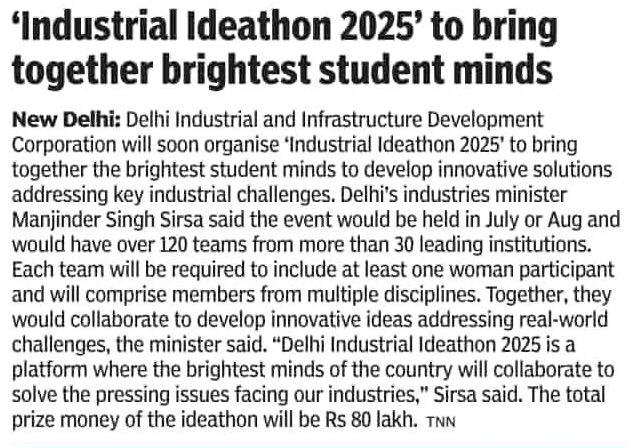 ‘Industrial Ideathon 2025’ to bring
together brightest student minds
New Delhi: Delhi Industrial and Infrastructure Development
Corporation will soon organise ‘Industrial Ideathon 2025’ to bring
together the brightest student minds to develop innovative solutions
addressing key industrial challenges. Delhi’s industries minister
Manjinder Singh Sirsa said the event would be held in July or Aug and
would have over 120 teams from more than 30 leading institutions.
Each team will be required to include at least one woman participant
and will comprise members from multiple disciplines. Together, they
would collaborate to develop innovative ideas addressing real-world
challenges, the minister said. “Delhi Industrial Ideathon 2025 is a
platform where the brightest minds of the country will collaborate to
solve the pressing issues facing our industries,” Sirsa said. The total
prize money of the ideathon will be Rs 80 lakh. TNN